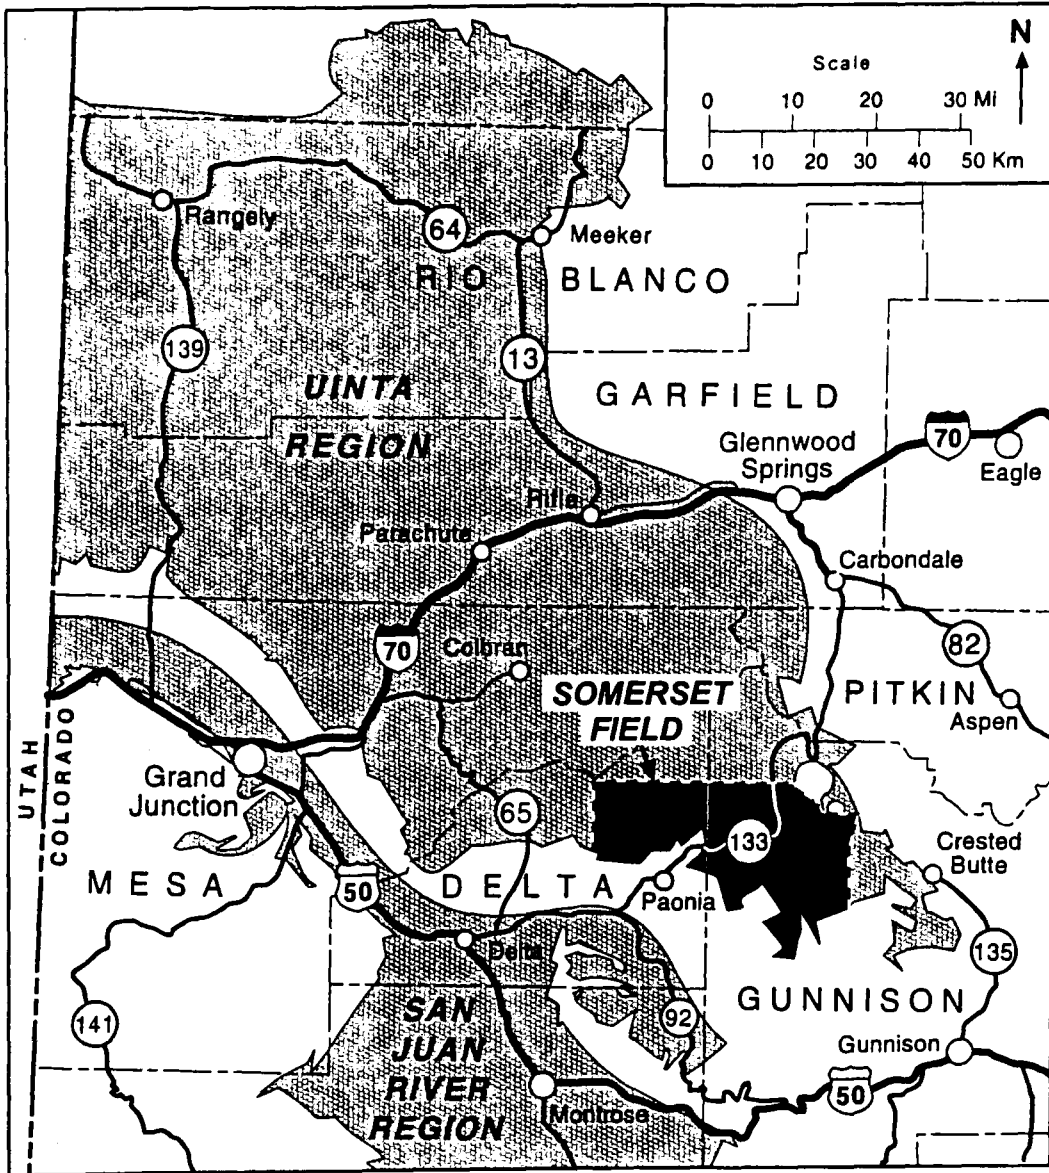 N
Scale
0 10 20 30 Mi
0 10 20 30 40 50 Km
Rangely
64
Meeker
RIO BLANCO
139
13
UINTA
REGION
GARFIELD
Glennwood
Springs
70
Eagle
Rifle
Parachute
Carbondale
70
Colbran
82
SOMERSET
FIELD
PITKIN
Aspen
UTAH
COLORADO
Grand
Junction
65
133
Crested
Butte
MESA
50
DELTA
Paonia
Delta
135
141
SAN
JUAN
RIVER
REGION
92
GUNNISON
Gunnison
50
Montrose